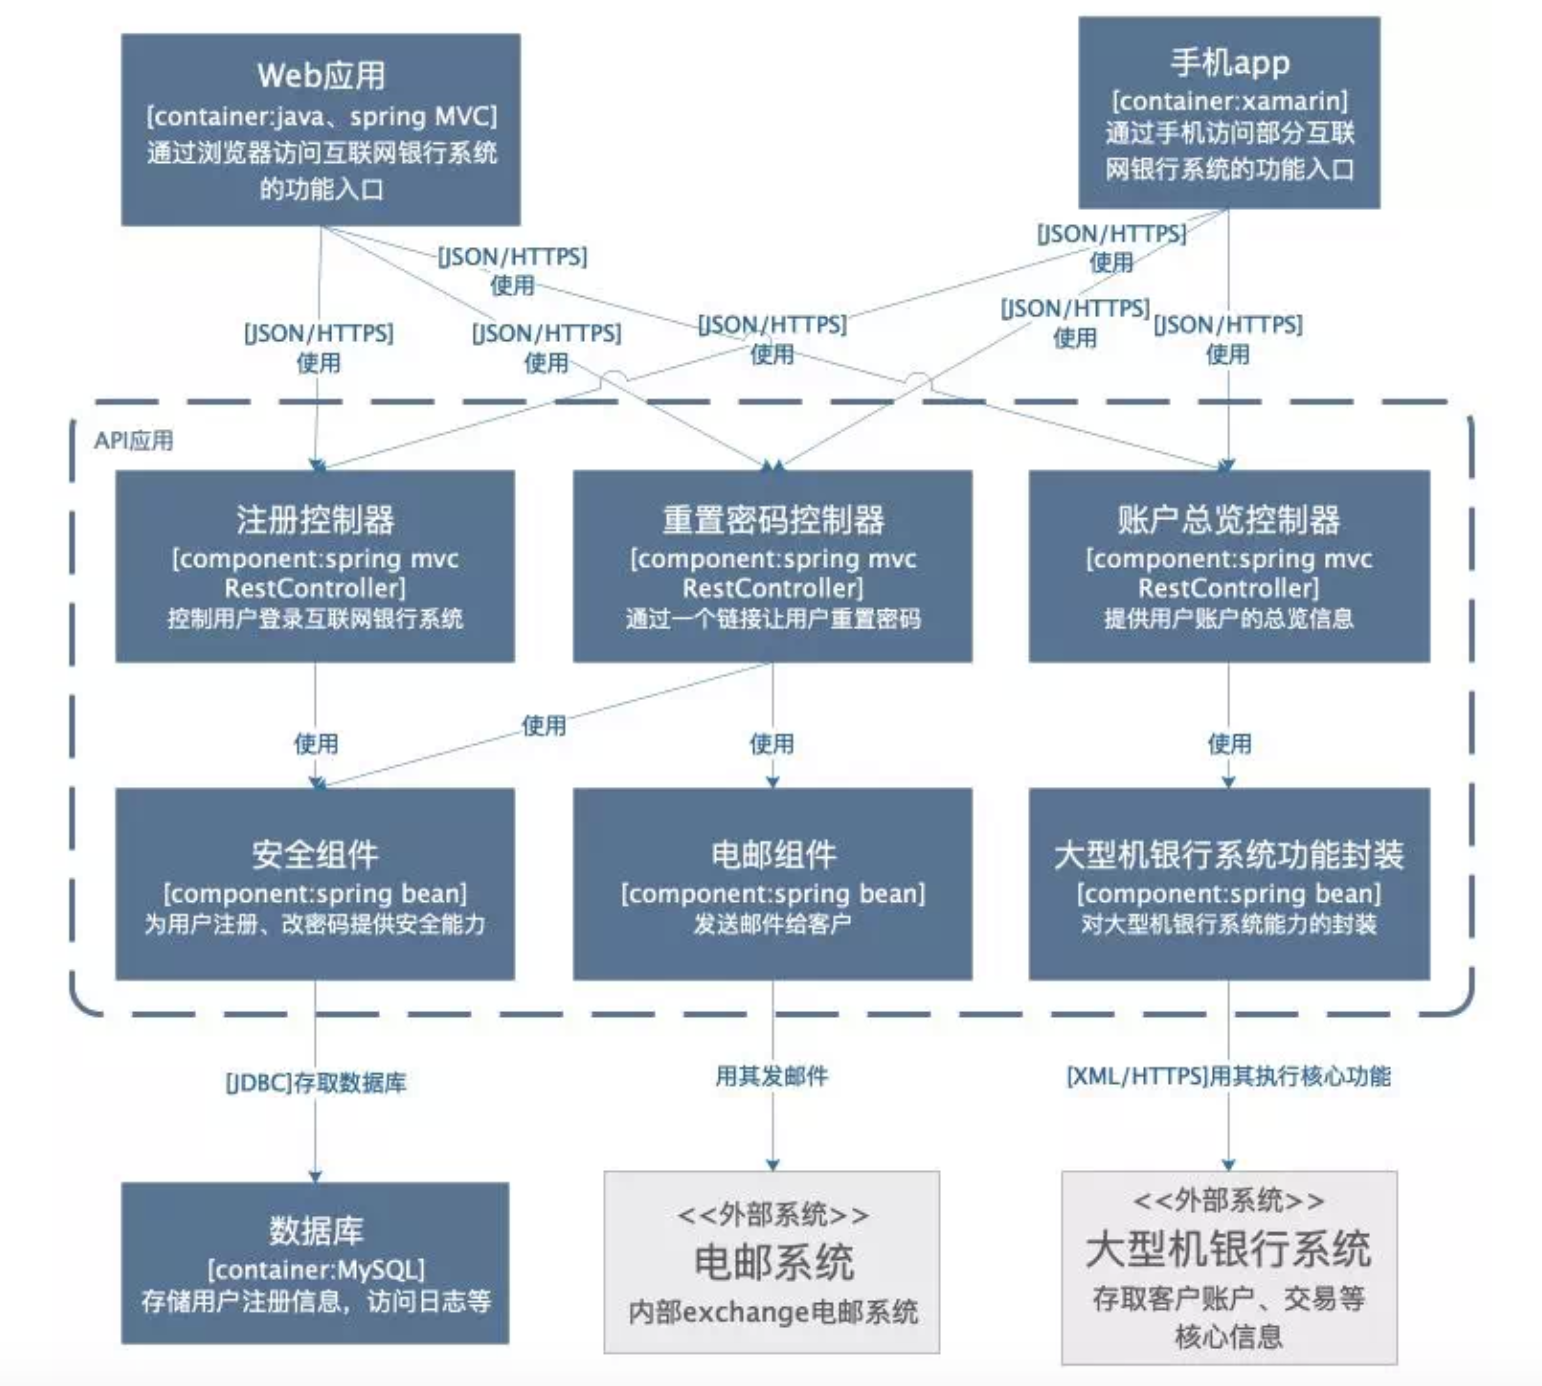 Web应用
[container:java、spring MVC]
通过浏览器访问互联网银行系统
的功能入口
手机app
[container:xamarin]
通过手机访问部分互联
网银行系统的功能入口
[JSON/HTTPS]
使用
[JSON/HTTPS]
使用
[JSON/HTTPS]
使用
[JSON/HTTPS]
使用
[JSON/HTTPS]
使用
[JSON/HTTPS]
使用
[JSON/HTTPS]
使用
API应用
注册控制器
[component:spring mvc
RestController]
控制用户登录互联网银行系统
重置密码控制器
[component:spring mvc
RestController]
通过一个链接让用户重置密码
账户总览控制器
[component:spring mvc
RestController]
提供用户账户的总览信息
使用
使用
使用
使用
安全组件
[component:spring bean]
为用户注册、改密码提供安全能力
电邮组件
[component:spring bean]
发送邮件给客户
大型机银行系统功能封装
[component:spring bean]
对大型机银行系统能力的封装
[JDBC]存取数据库
用其发邮件
[XML/HTTPS]用其执行核心功能
数据库
[container:MySQL]
存储用户注册信息，访问日志等
<<外部系统>>
电邮系统
内部exchange电邮系统
<<外部系统>>
大型机银行系统
存取客户账户、交易等
核心信息